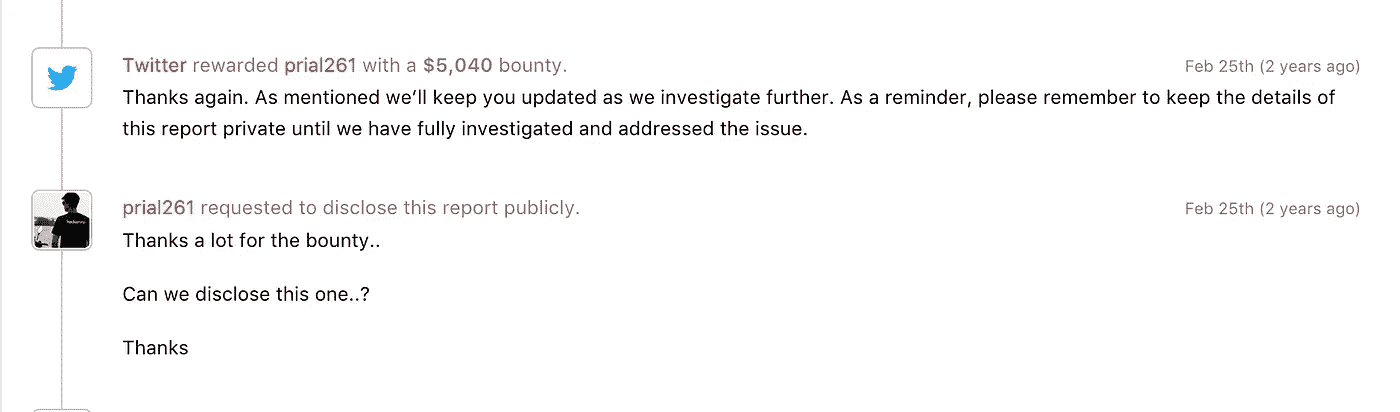 Twitter rewarded prial261 with a $5,040 bounty.
Feb 25th (2 years ago)
Thanks again. As mentioned we’ll keep you updated as we investigate further. As a reminder, please remember to keep the details of
this report private until we have fully investigated and addressed the issue.
prial261 requested to disclose this report publicly.
Feb 25th (2 years ago)
Thanks a lot for the bounty..
Can we disclose this one..?
Thanks